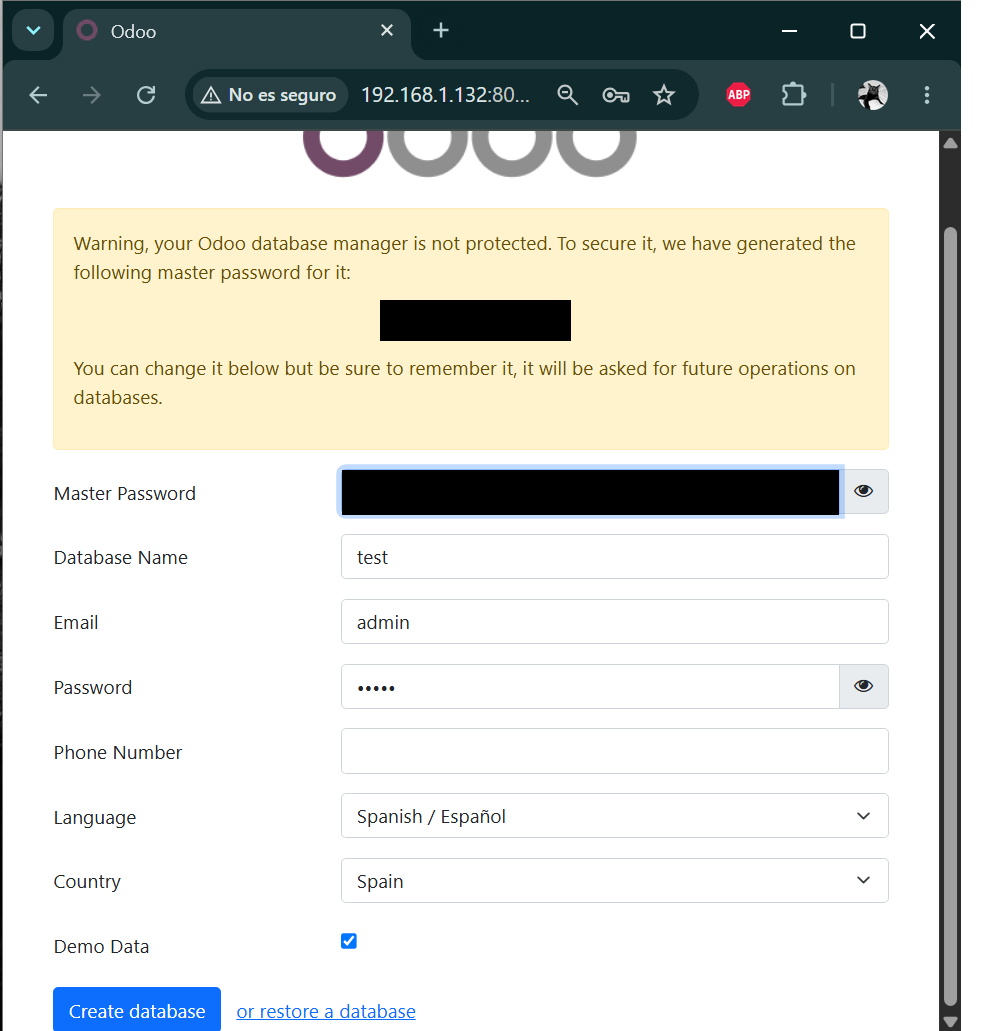 Odoo
No es seguro
192.168.1.132:80...
ABP
odoo
Warning, your Odoo database manager is not protected. To secure it, we have generated the
following master password for it:
You can change it below but be sure to remember it, it will be asked for future operations on
databases.
Master Password
Database Name
test
Email
admin
Password
•••••
Phone Number
Language
Spanish / Español
Country
Spain
Demo Data
Create database
or restore a database